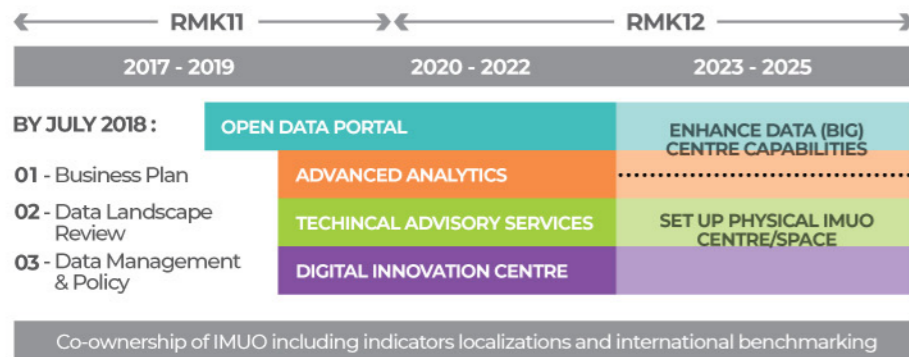 RMK11 RMK12
2017 - 2019 2020 - 2022 2023 - 2025
BY JULY 2018 :
01 - Business Plan
02 - Data Landscape
Review
03 - Data Management
& Policy
OPEN DATA PORTAL
ADVANCED ANALYTICS
TECHINCAL ADVISORY SERVICES
DIGITAL INNOVATION CENTRE
ENHANCE DATA (BIG)
CENTRE CAPABILITIES
SET UP PHYSICAL IMUO
CENTRE/SPACE
Co-ownership of IMUO including indicators localizations and international benchmarking